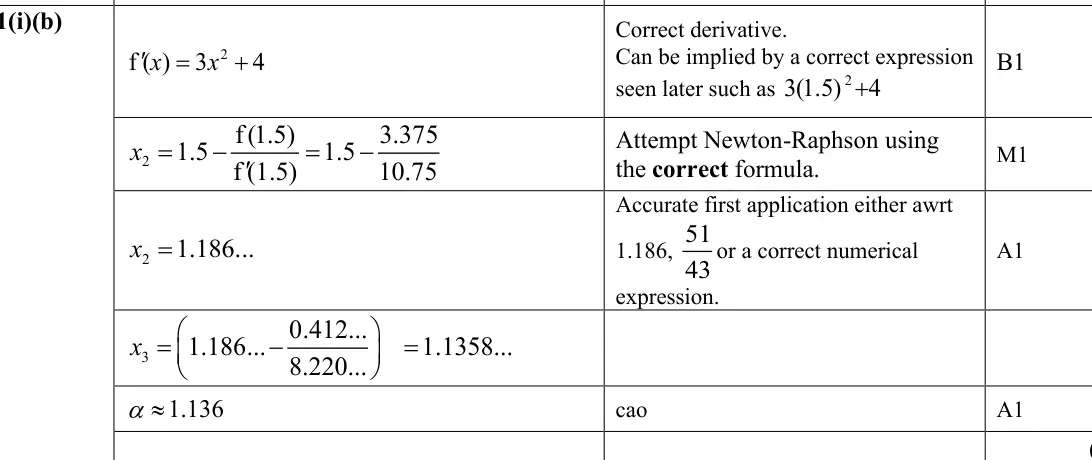 1(i)(b)
f′(x) = 3x² + 4
Correct derivative.
Can be implied by a correct expression
seen later such as 3(1.5)² +4
B1
x₂ = 1.5 − f(1.5)/f′(1.5) = 1.5 − 3.375/10.75
Attempt Newton-Raphson using
the correct formula.
M1
x₂ = 1.186...
Accurate first application either awrt
1.186, 51/43 or a correct numerical
expression.
A1
x₃ = (1.186... − 0.412.../8.220...) = 1.1358...
α ≈ 1.136
cao
A1